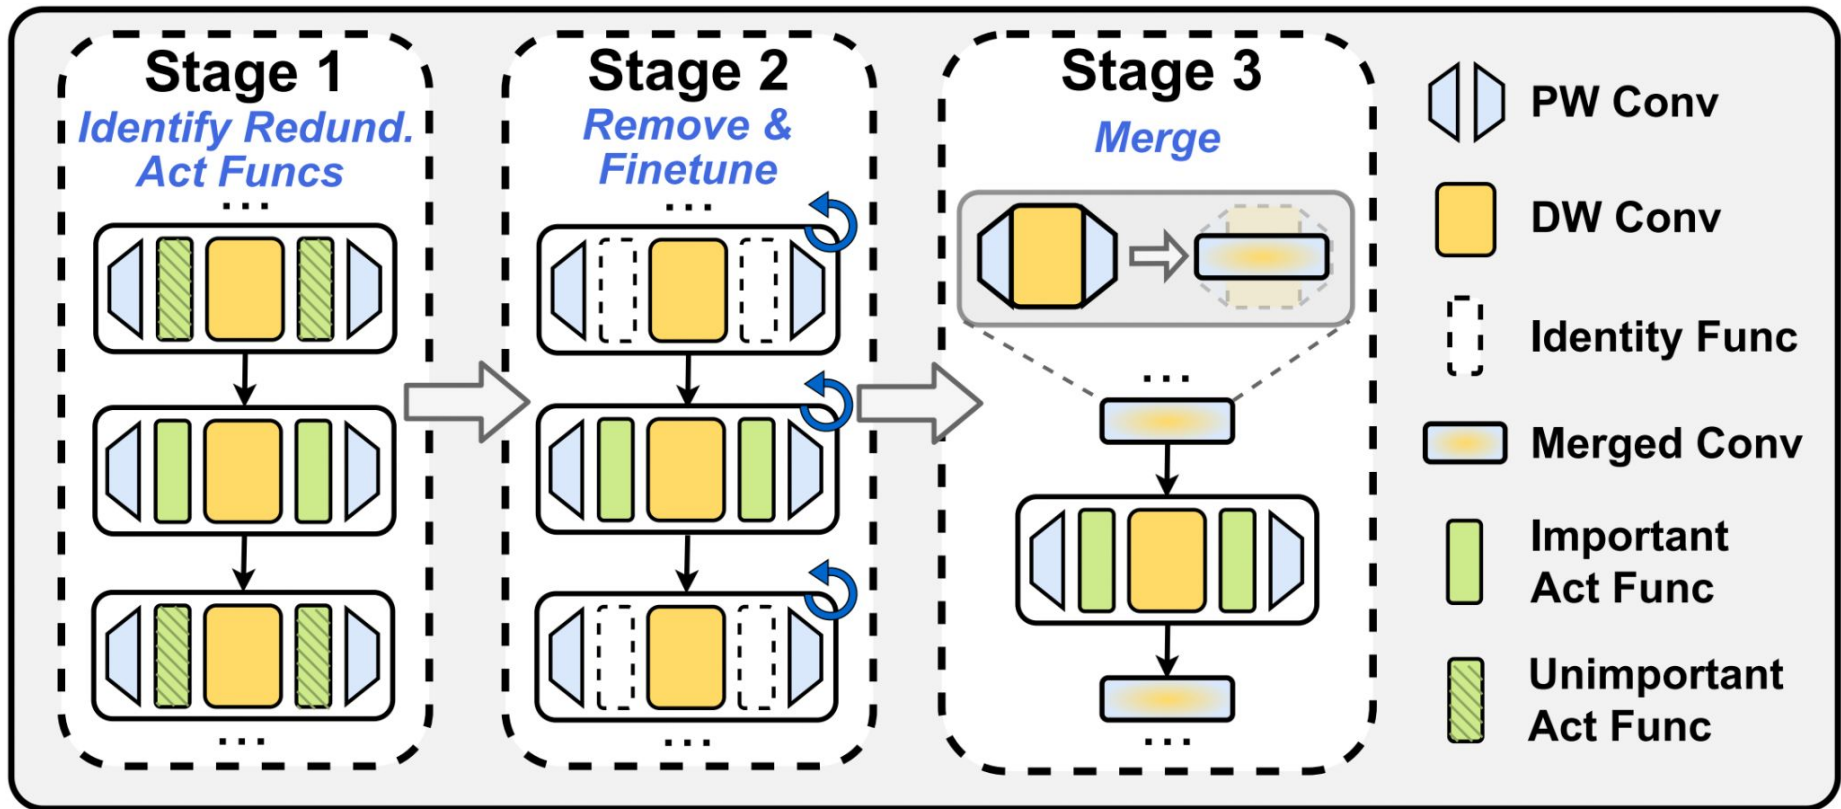 Stage 1
Identify Redund.
Act Funcs
...
...
Stage 2
Remove &
Finetune
...
...
Stage 3
Merge
...
...
PW Conv
DW Conv
Identity Func
Merged Conv
Important
Act Func
Unimportant
Act Func